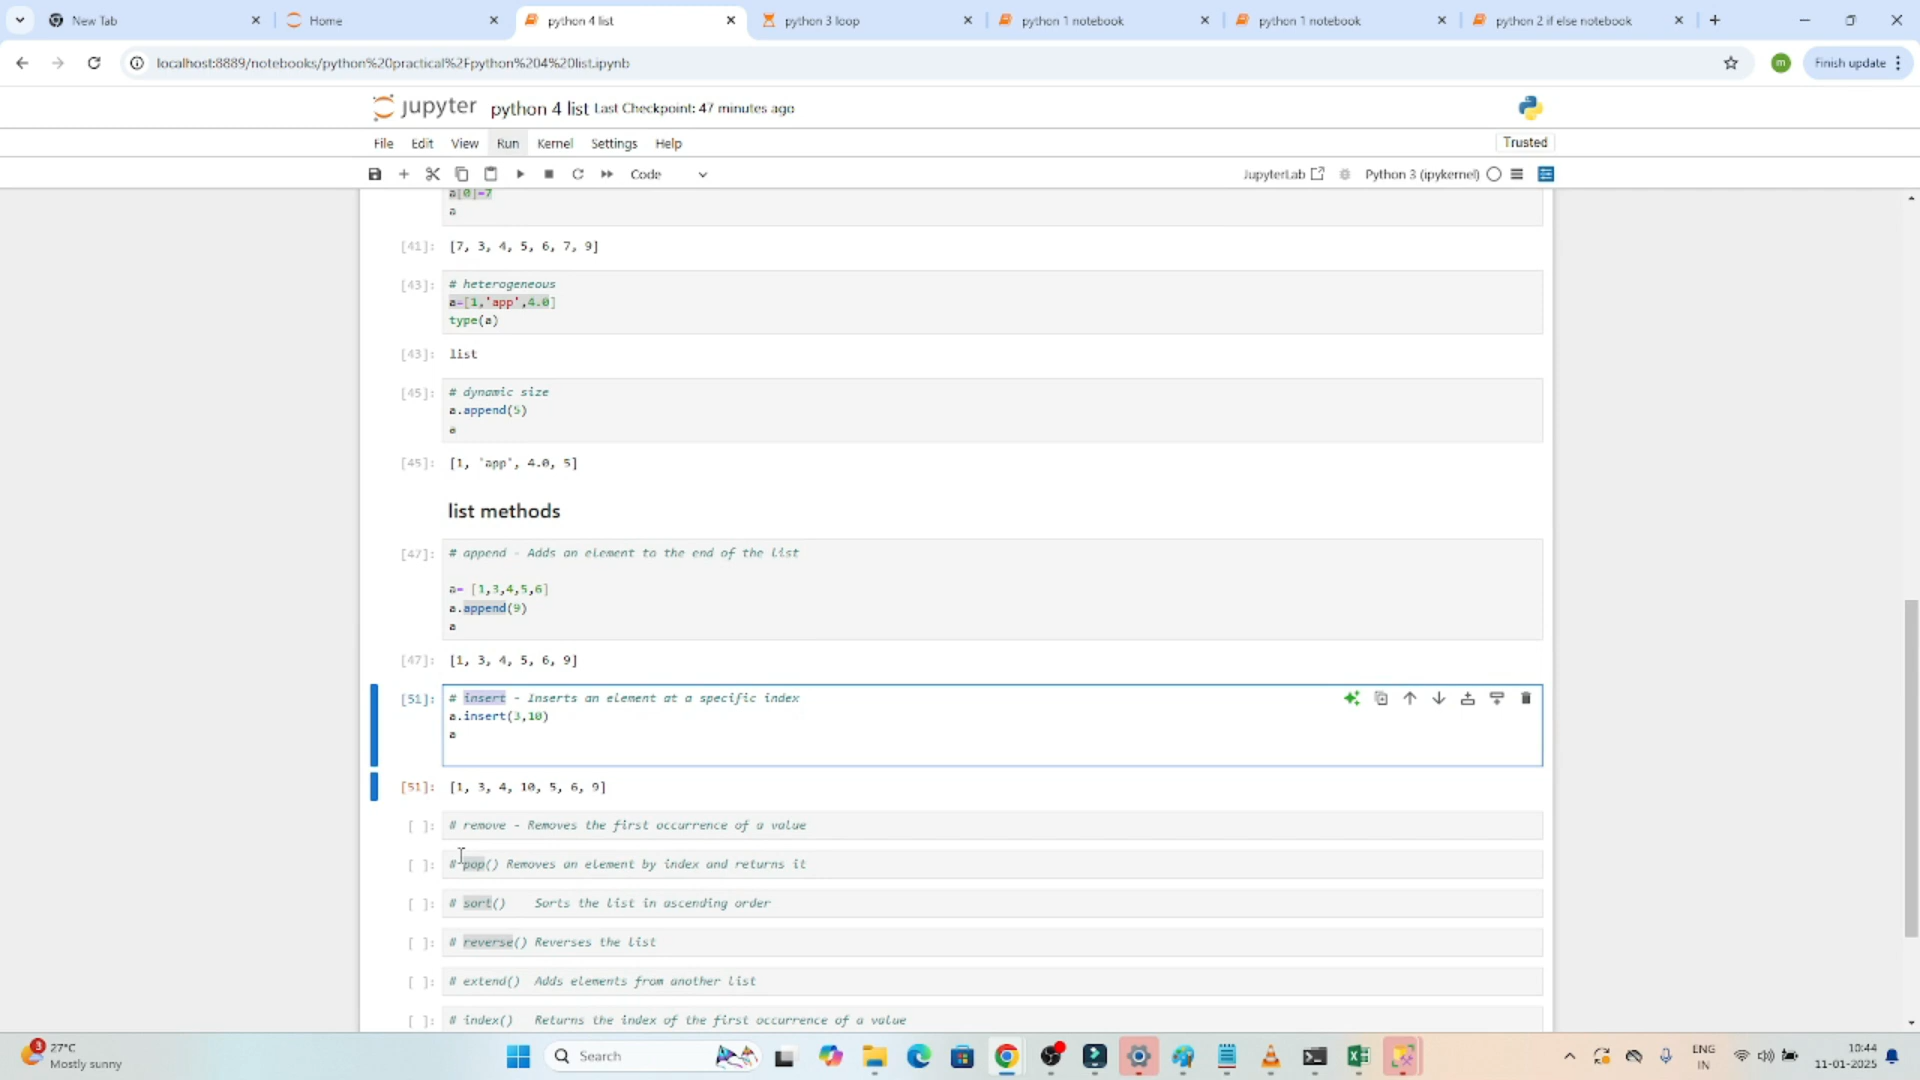 New Tab
Home
python 4 list
python 3 loop
python 1 notebook
python 1 notebook
python 2 if else notebook
localhost:8889/notebooks/python%20practical%2Fpython%204%20list.ipynb
m
Finish update
jupyter python 4 list Last Checkpoint: 47 minutes ago
File Edit View Run Kernel Settings Help
Trusted
Code
JupyterLab
Python 3 (ipykernel)
a[0]=7
a
[41]: [7, 3, 4, 5, 6, 7, 9]
[43]: # heterogeneous
a=[1,'app',4.0]
type(a)
[43]: list
[45]: # dynamic size
a.append(5)
a
[45]: [1, 'app', 4.0, 5]
list methods
[47]: # append - Adds an element to the end of the list
a= [1,3,4,5,6]
a.append(9)
a
[47]: [1, 3, 4, 5, 6, 9]
[51]: # insert - Inserts an element at a specific index
a.insert(3,10)
a
[51]: [1, 3, 4, 10, 5, 6, 9]
[ ]: # remove - Removes the first occurrence of a value
[ ]: # pop() Removes an element by index and returns it
[ ]: # sort() Sorts the list in ascending order
[ ]: # reverse() Reverses the list
[ ]: # extend() Adds elements from another list
[ ]: # index() Returns the index of the first occurrence of a value
3
27°C
Mostly sunny
Search
ENG
IN
10:44
11-01-2025